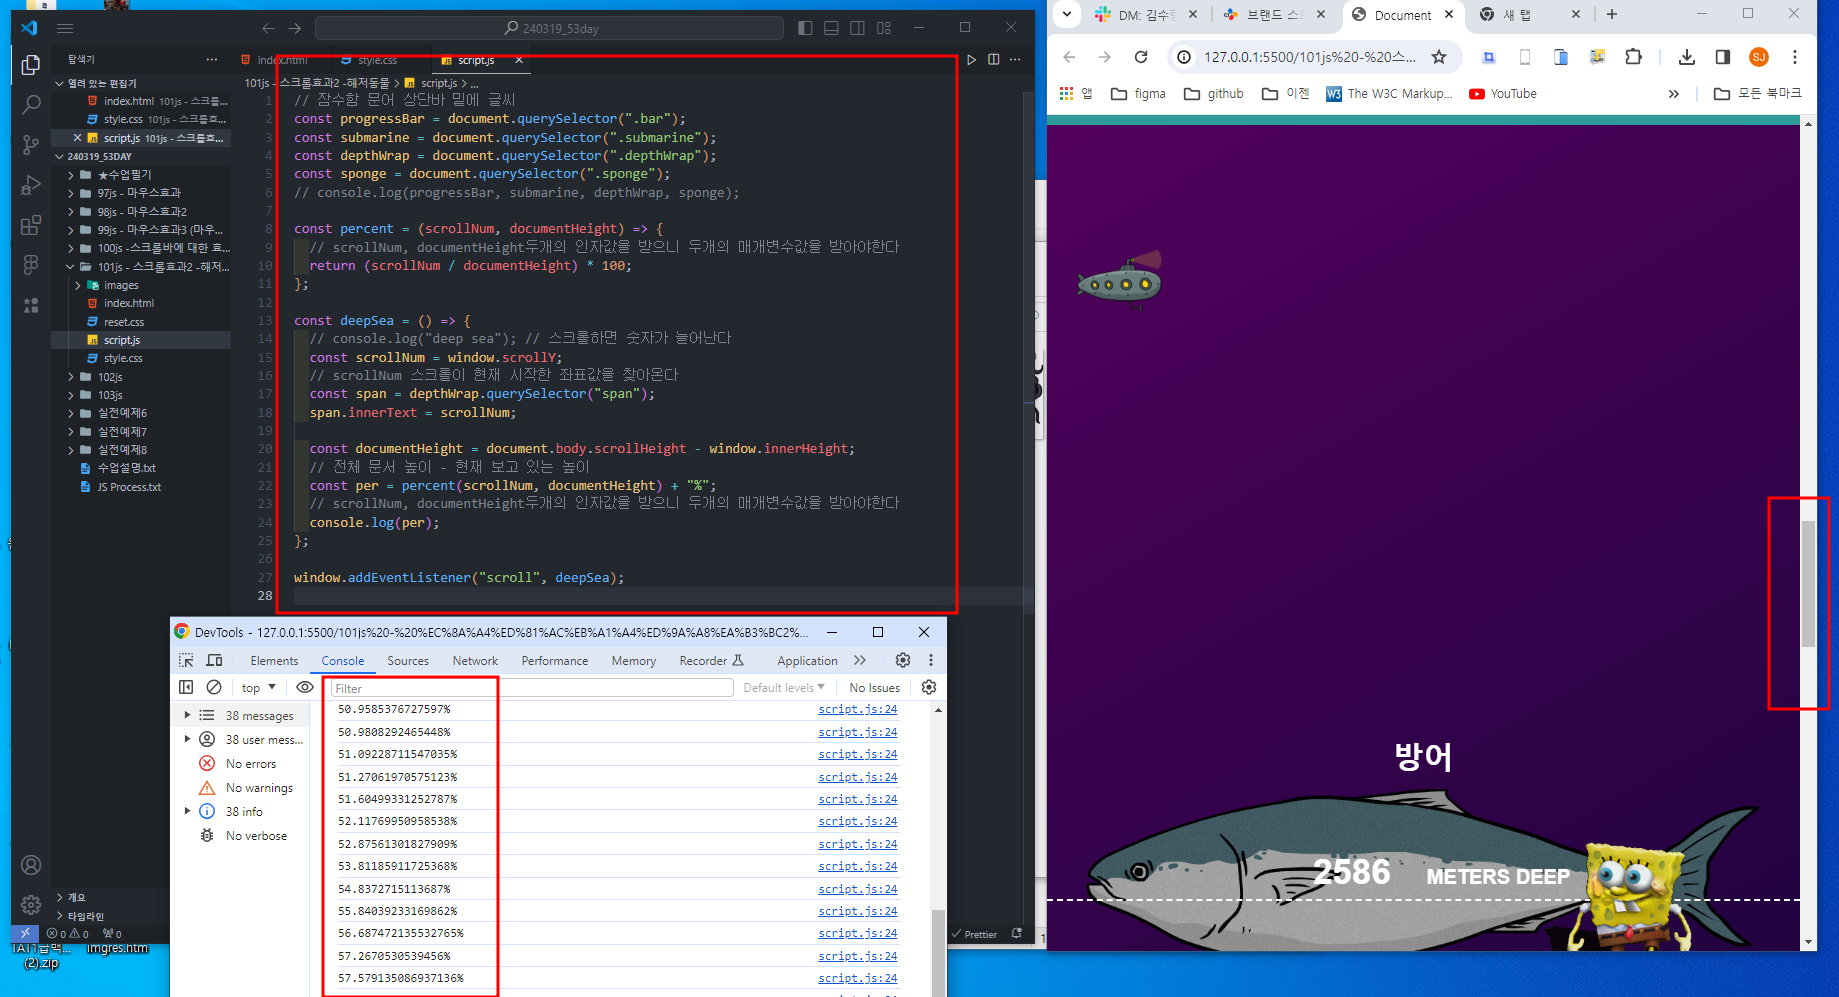 240319_53day
탐색기
열려 있는 편집기
index.html 101js - 스크롤...
style.css 101js - 스크롤효...
script.js 101js - 스크롤효과...
240319_53DAY
★수업필기
97js - 마우스효과
98js - 마우스효과2
99js - 마우스효과3 (마우...
100js -스크롤바에 대한 효...
101js - 스크롤효과2 -해저...
images
index.html
reset.css
script.js
style.css
102js
103js
실전예제6
실전예제7
실전예제8
수업설명.txt
JS Process.txt
개요
타임라인
0 0 0
Prettier
index.html
style.css
script.js
101js - 스크롤효과2 -해저동물 > script.js > ...
1 // 잠수함 문어 상단바 밑에 글씨
2 const progressBar = document.querySelector(".bar");
3 const submarine = document.querySelector(".submarine");
4 const depthWrap = document.querySelector(".depthWrap");
5 const sponge = document.querySelector(".sponge");
6 // console.log(progressBar, submarine, depthWrap, sponge);
7
8 const percent = (scrollNum, documentHeight) => {
9 // scrollNum, documentHeight두개의 인자값을 받으니 두개의 매개변수값을 받아야한다
10 return (scrollNum / documentHeight) * 100;
11 };
12
13 const deepSea = () => {
14 // console.log("deep sea"); // 스크롤하면 숫자가 늘어난다
15 const scrollNum = window.scrollY;
16 // scrollNum 스크롤이 현재 시작한 좌표값을 찾아온다
17 const span = depthWrap.querySelector("span");
18 span.innerText = scrollNum;
19
20 const documentHeight = document.body.scrollHeight - window.innerHeight;
21 // 전체 문서 높이 - 현재 보고 있는 높이
22 const per = percent(scrollNum, documentHeight) + "%";
23 // scrollNum, documentHeight두개의 인자값을 받으니 두개의 매개변수값을 받아야한다
24 console.log(per);
25 };
26
27 window.addEventListener("scroll", deepSea);
28
DevTools - 127.0.0.1:5500/101js%20-%20%EC%8A%A4%ED%81%AC%EB%A1%A4%ED%9A%A8%EA%B3%BC2%...
Elements Console Sources Network Performance Memory Recorder Application
top Filter Default levels No Issues
38 messages
38 user mess...
No errors
No warnings
38 info
No verbose
50.9585376727597% script.js:24
50.9808292465448% script.js:24
51.09228711547035% script.js:24
51.27061970575123% script.js:24
51.60499331252787% script.js:24
52.11769950958538% script.js:24
52.87561301827909% script.js:24
53.81185911725368% script.js:24
54.8372715113687% script.js:24
55.84039233169862% script.js:24
56.687472135532765% script.js:24
57.2670530539456% script.js:24
57.579135086937136% script.js:24
(2).zip
imgres.htm
DM: 김수
브랜드 스
Document
새 탭
127.0.0.1:5500/101js%20-%20스...
SJ
앱
figma
github
이젠
W3 The W3C Markup...
YouTube
모든 북마크
방어
2586 METERS DEEP